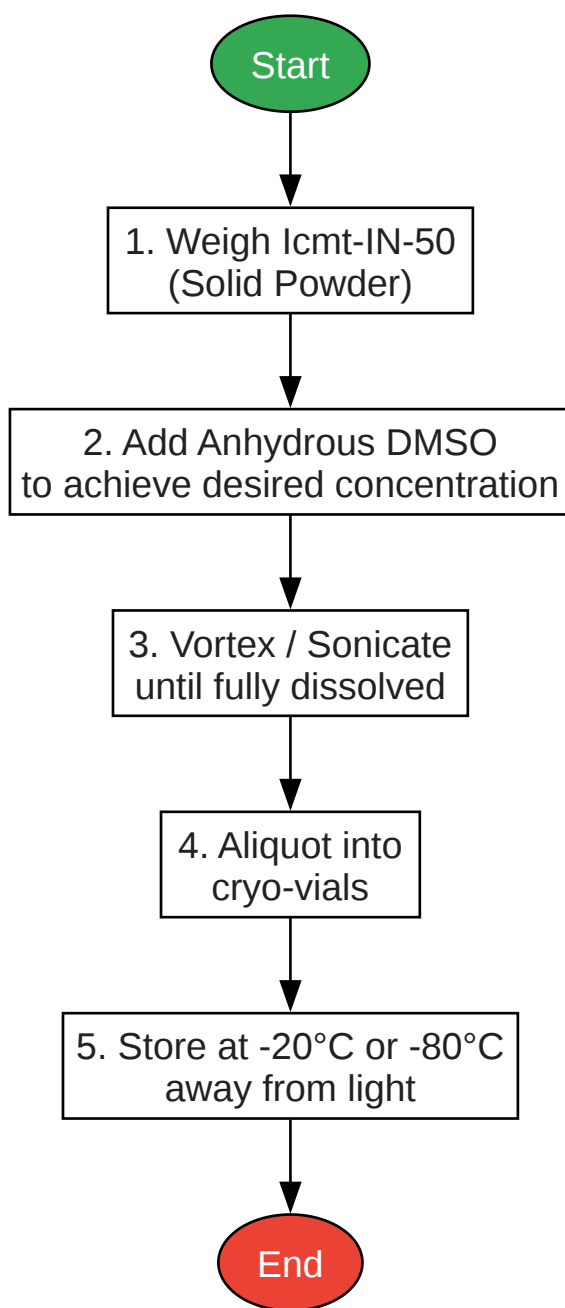 Start
1. Weigh Icmt-IN-50
(Solid Powder)
2. Add Anhydrous DMSO
to achieve desired concentration
3. Vortex / Sonicate
until fully dissolved
4. Aliquot into
cryo-vials
5. Store at -20°C or -80°C
away from light
End